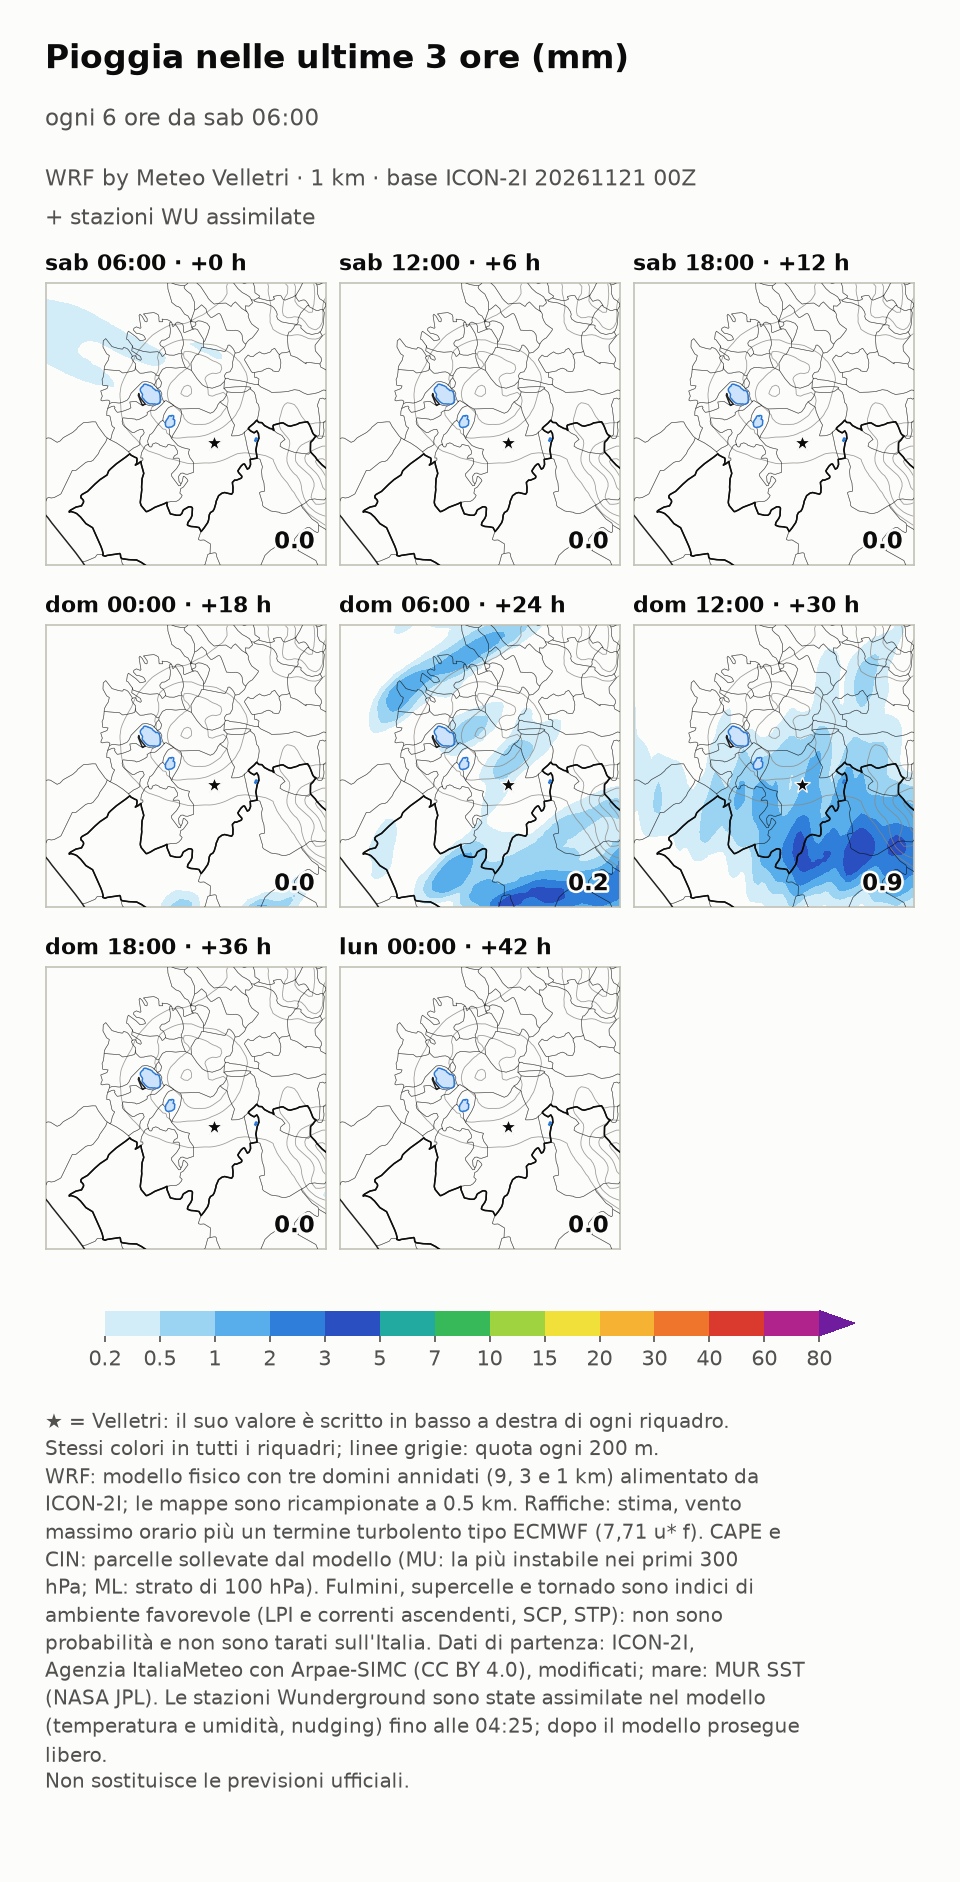 Pioggia nelle ultime 3 ore (mm)
ogni 6 ore da sab 06:00
WRF by Meteo Velletri · 1 km · base ICON-2I 20261121 00Z
+ stazioni WU assimilate
sab 06:00 · +0 h
sab 12:00 · +6 h
sab 18:00 · +12 h
0.0
0.0
0.0
dom 00:00 · +18 h
dom 06:00 · +24 h
dom 12:00 · +30 h
0.0
0.2
0.9
dom 18:00 · +36 h
lun 00:00 · +42 h
0.0
0.0
0.2 0.5 1 2 3 5 7 10 15 20 30 40 60 80
★ = Velletri: il suo valore è scritto in basso a destra di ogni riquadro.
Stessi colori in tutti i riquadri; linee grigie: quota ogni 200 m.
WRF: modello fisico con tre domini annidati (9, 3 e 1 km) alimentato da
ICON-2I; le mappe sono ricampionate a 0.5 km. Raffiche: stima, vento
massimo orario più un termine turbolento tipo ECMWF (7,71 u* f). CAPE e
CIN: parcelle sollevate dal modello (MU: la più instabile nei primi 300
hPa; ML: strato di 100 hPa). Fulmini, supercelle e tornado sono indici di
ambiente favorevole (LPI e correnti ascendenti, SCP, STP): non sono
probabilità e non sono tarati sull'Italia. Dati di partenza: ICON-2I,
Agenzia ItaliaMeteo con Arpae-SIMC (CC BY 4.0), modificati; mare: MUR SST
(NASA JPL). Le stazioni Wunderground sono state assimilate nel modello
(temperatura e umidità, nudging) fino alle 04:25; dopo il modello prosegue
libero.
Non sostituisce le previsioni ufficiali.